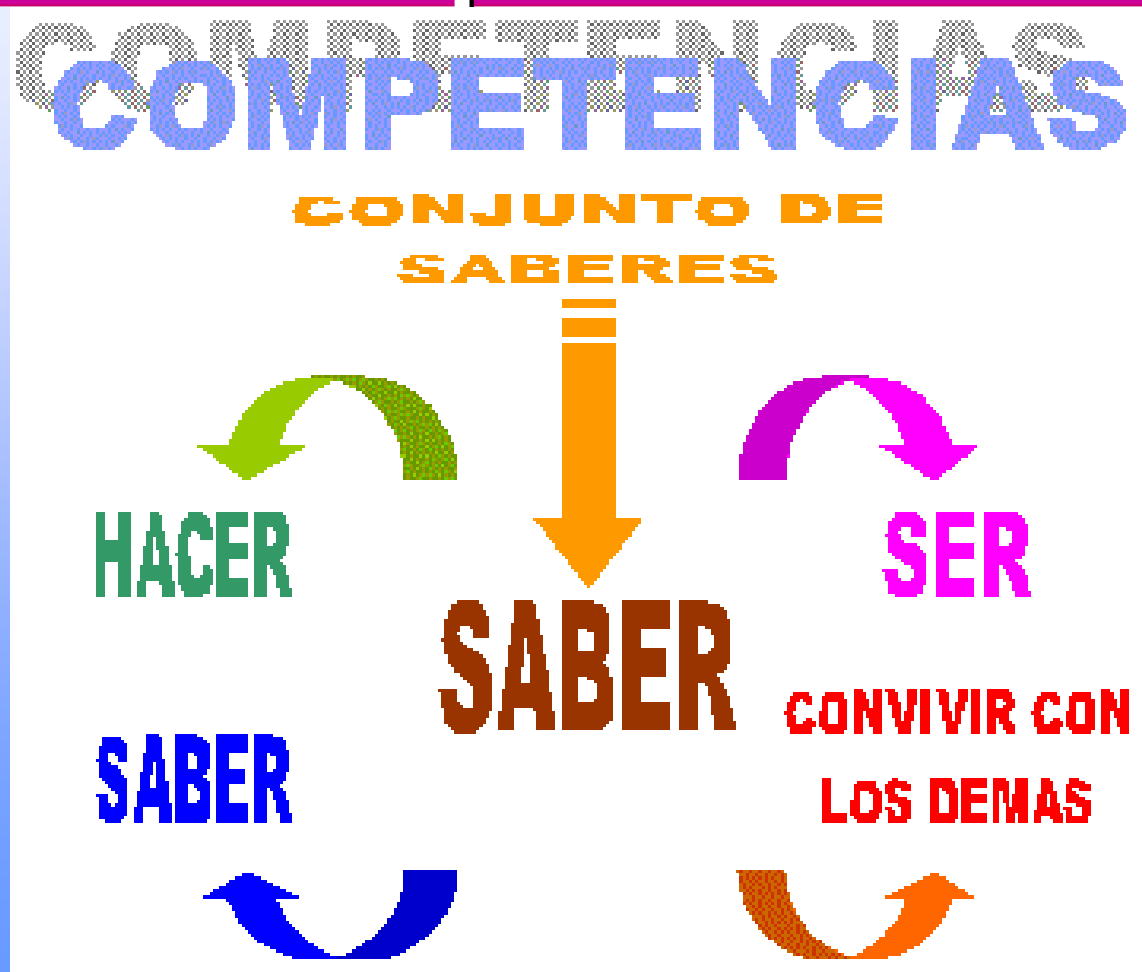 COMPETENCIAS
CONJUNTO DE
SABERES
HACER
SER
SABER
SABER
CONVIVIR CON
LOS DEMAS